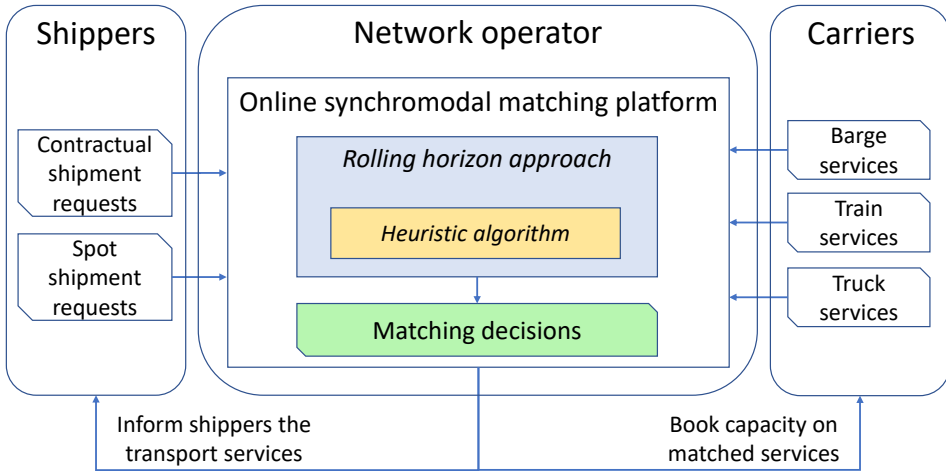 Shippers
Contractual
shipment
requests
Spot
shipment
requests
Network operator
Online synchromodal matching platform
Rolling horizon approach
Heuristic algorithm
Matching decisions
Carriers
Barge
services
Train
services
Truck
services
Inform shippers the
transport services
Book capacity on
matched services